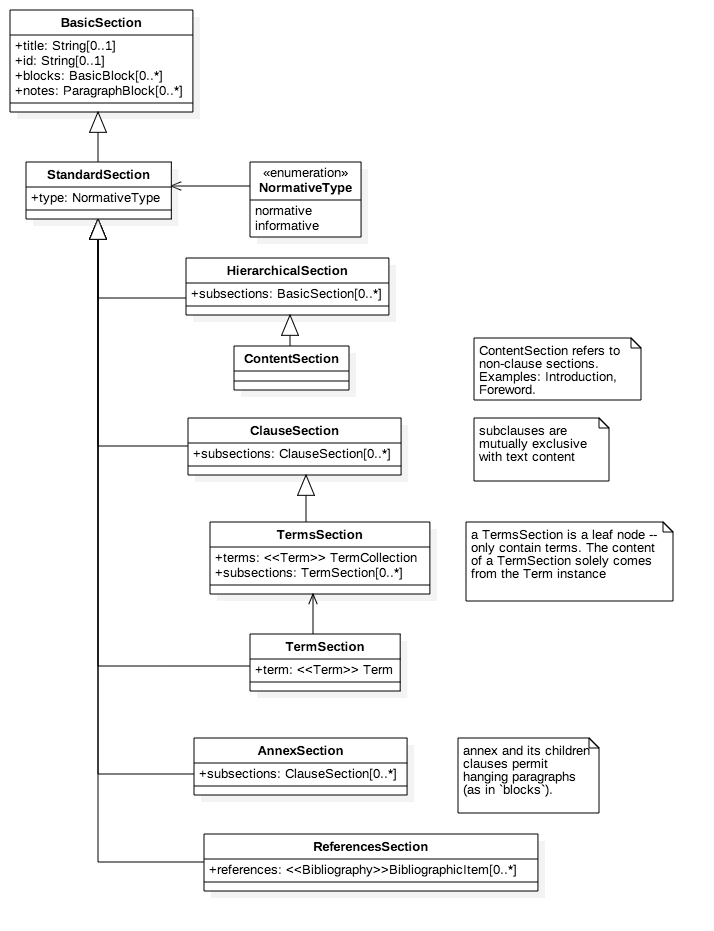 BasicSection
+title: String[0..1]
+id: String[0..1]
+blocks: BasicBlock[0..*]
+notes: ParagraphBlock[0..*]
StandardSection
+type: NormativeType
«enumeration»
NormativeType
normative
informative
HierarchicalSection
+subsections: BasicSection[0..*]
ContentSection
ContentSection refers to
non-clause sections.
Examples: Introduction,
Foreword.
ClauseSection
+subsections: ClauseSection[0..*]
subclauses are
mutually exclusive
with text content
TermsSection
+terms: <<Term>> TermCollection
+subsections: TermSection[0..*]
a TermsSection is a leaf node --
only contain terms. The content
of a TermSection solely comes
from the Term instance
TermSection
+term: <<Term>> Term
AnnexSection
+subsections: ClauseSection[0..*]
annex and its children
clauses permit
hanging paragraphs
(as in `blocks`).
ReferencesSection
+references: <<Bibliography>>BibliographicItem[0..*]